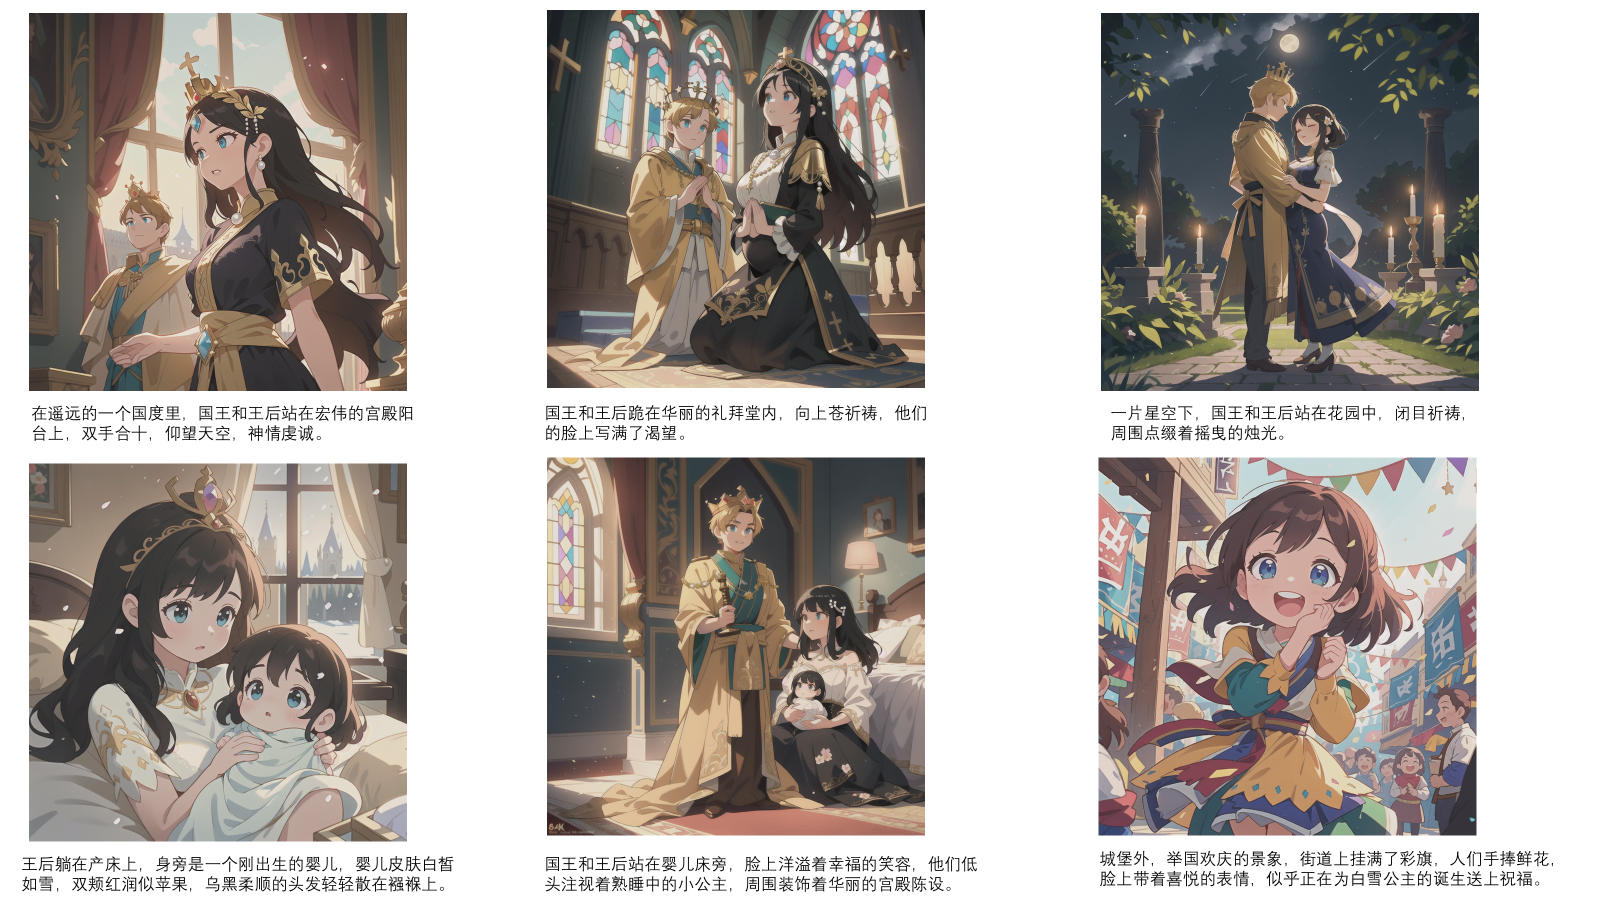 在遥远的一个国度里，国王和王后站在宏伟的宫殿阳
台上，双手合十，仰望天空，神情虔诚。
国王和王后跪在华丽的礼拜堂内，向上苍祈祷，他们
的脸上写满了渴望。
一片星空下，国王和王后站在花园中，闭目祈祷，
周围点缀着摇曳的烛光。
王后躺在产床上，身旁是一个刚出生的婴儿，婴儿皮肤白皙
如雪，双颊红润似苹果，乌黑柔顺的头发轻轻散在襁褓上。
国王和王后站在婴儿床旁，脸上洋溢着幸福的笑容，他们低
头注视着熟睡中的小公主，周围装饰着华丽的宫殿陈设。
城堡外，举国欢庆的景象，街道上挂满了彩旗，人们手捧鲜花，
脸上带着喜悦的表情，似乎正在为白雪公主的诞生送上祝福。